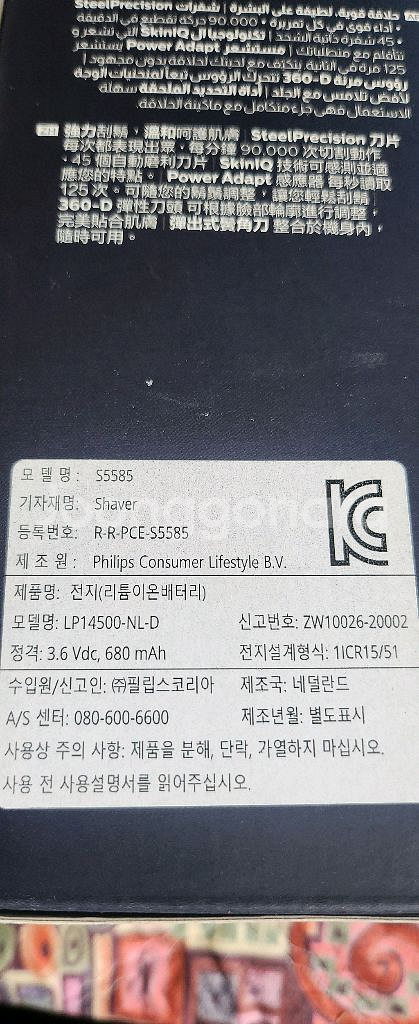 حلاقة قوية، لطيفة على البشرة | شفرات SteelPrecision
• أداء قوي في كل تمريرة • 90.000 حركة تقطيع في الدقيقة
• 45 شفرة ذاتية الشحذ | تكنولوجيا SkinIQ التي تشعر و
تتأقلم مع متطلباتك | مستشعر Power Adapt يستشعر
125 مرة في الثانية يتكيف مع لحيتك بدون مجهود |
رؤوس مرنة 360-D تتحرك الرؤوس تبعاً لمنحنيات الوجه
لأفضل تلامس مع الجلد | أداة التحديد الملحقة سهلة
الاستعمال فهي جزء متكامل مع ماكينة الحلاقة
ZH 強力刮鬍，溫和呵護肌膚 | SteelPrecision 刀片
每次都表現出眾・每分鐘 90.000 次切割動作
・45 個自動磨利刀片 | SkinIQ 技術可感測並適
應您的特點。 Power Adapt 感應器 每秒讀取
125 次。可隨您的鬍鬚調整，讓您輕鬆刮鬍 |
360-D 彈性刀頭 可根據臉部輪廓進行調整，
完美貼合肌膚 | 彈出式鬢角刀 整合於機身內，
隨時可用。
모 델 명 : S5585
기자재명: Shaver
등록번호: R-R-PCE-S5585
제 조 원 : Philips Consumer Lifestyle B.V.
제품명: 전지(리튬이온배터리)
모델명: LP14500-NL-D 신고번호: ZW10026-20002
정격: 3.6 Vdc, 680 mAh 전지설계형식: 1ICR15/51
수입원/신고인: ㈜필립스코리아 제조국: 네덜란드
A/S 센터: 080-600-6600 제조년월: 별도표시
사용상 주의 사항: 제품을 분해, 단락, 가열하지 마십시오.
사용 전 사용설명서를 읽어주십시오.